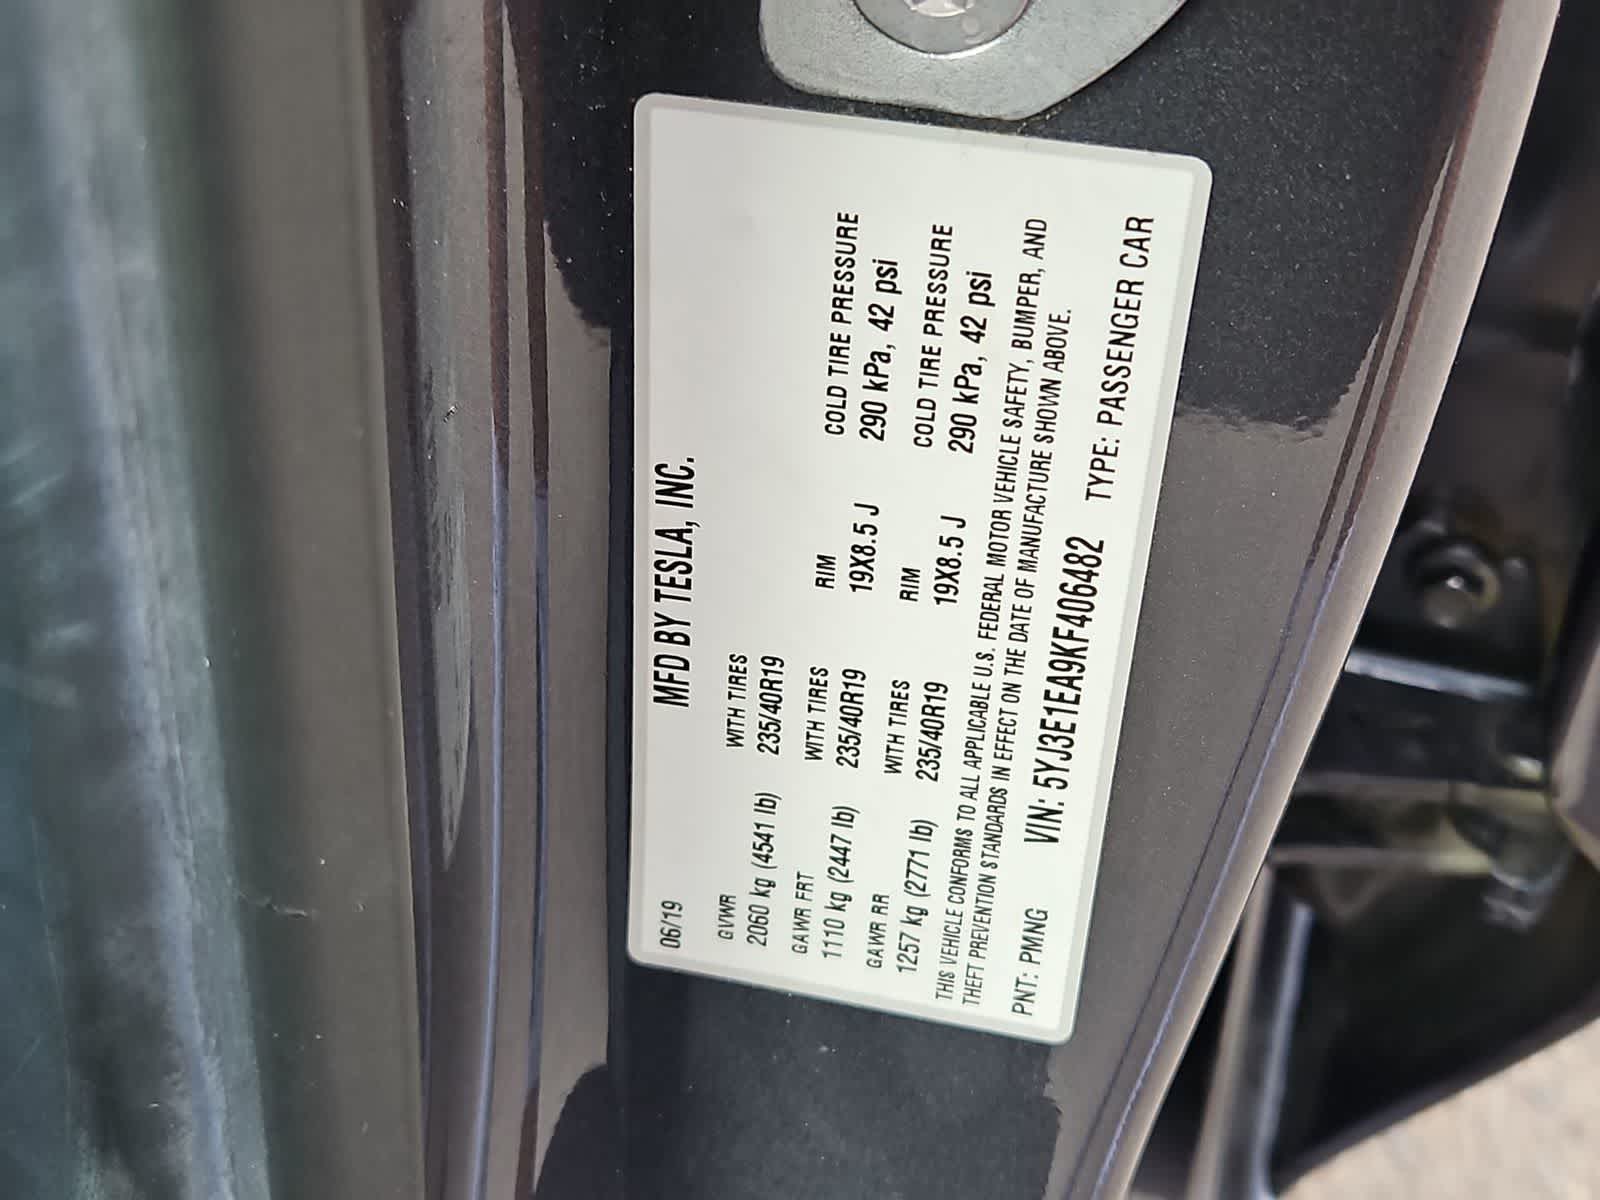 MFD BY TESLA, INC.
06/19
GVWR
2060 kg (4541 lb)
WITH TIRES
235/40R19
GAWR FRT
1110 kg (2447 lb)
WITH TIRES
235/40R19
RIM
19X8.5 J
COLD TIRE PRESSURE
290 kPa, 42 psi
GAWR RR
1257 kg (2771 lb)
WITH TIRES
235/40R19
RIM
19X8.5 J
COLD TIRE PRESSURE
290 kPa, 42 psi
THIS VEHICLE CONFORMS TO ALL APPLICABLE U.S. FEDERAL MOTOR VEHICLE SAFETY, BUMPER, AND
THEFT PREVENTION STANDARDS IN EFFECT ON THE DATE OF MANUFACTURE SHOWN ABOVE.
PNT: PMNG VIN: 5YJ3E1EA9KF406482 TYPE: PASSENGER CAR